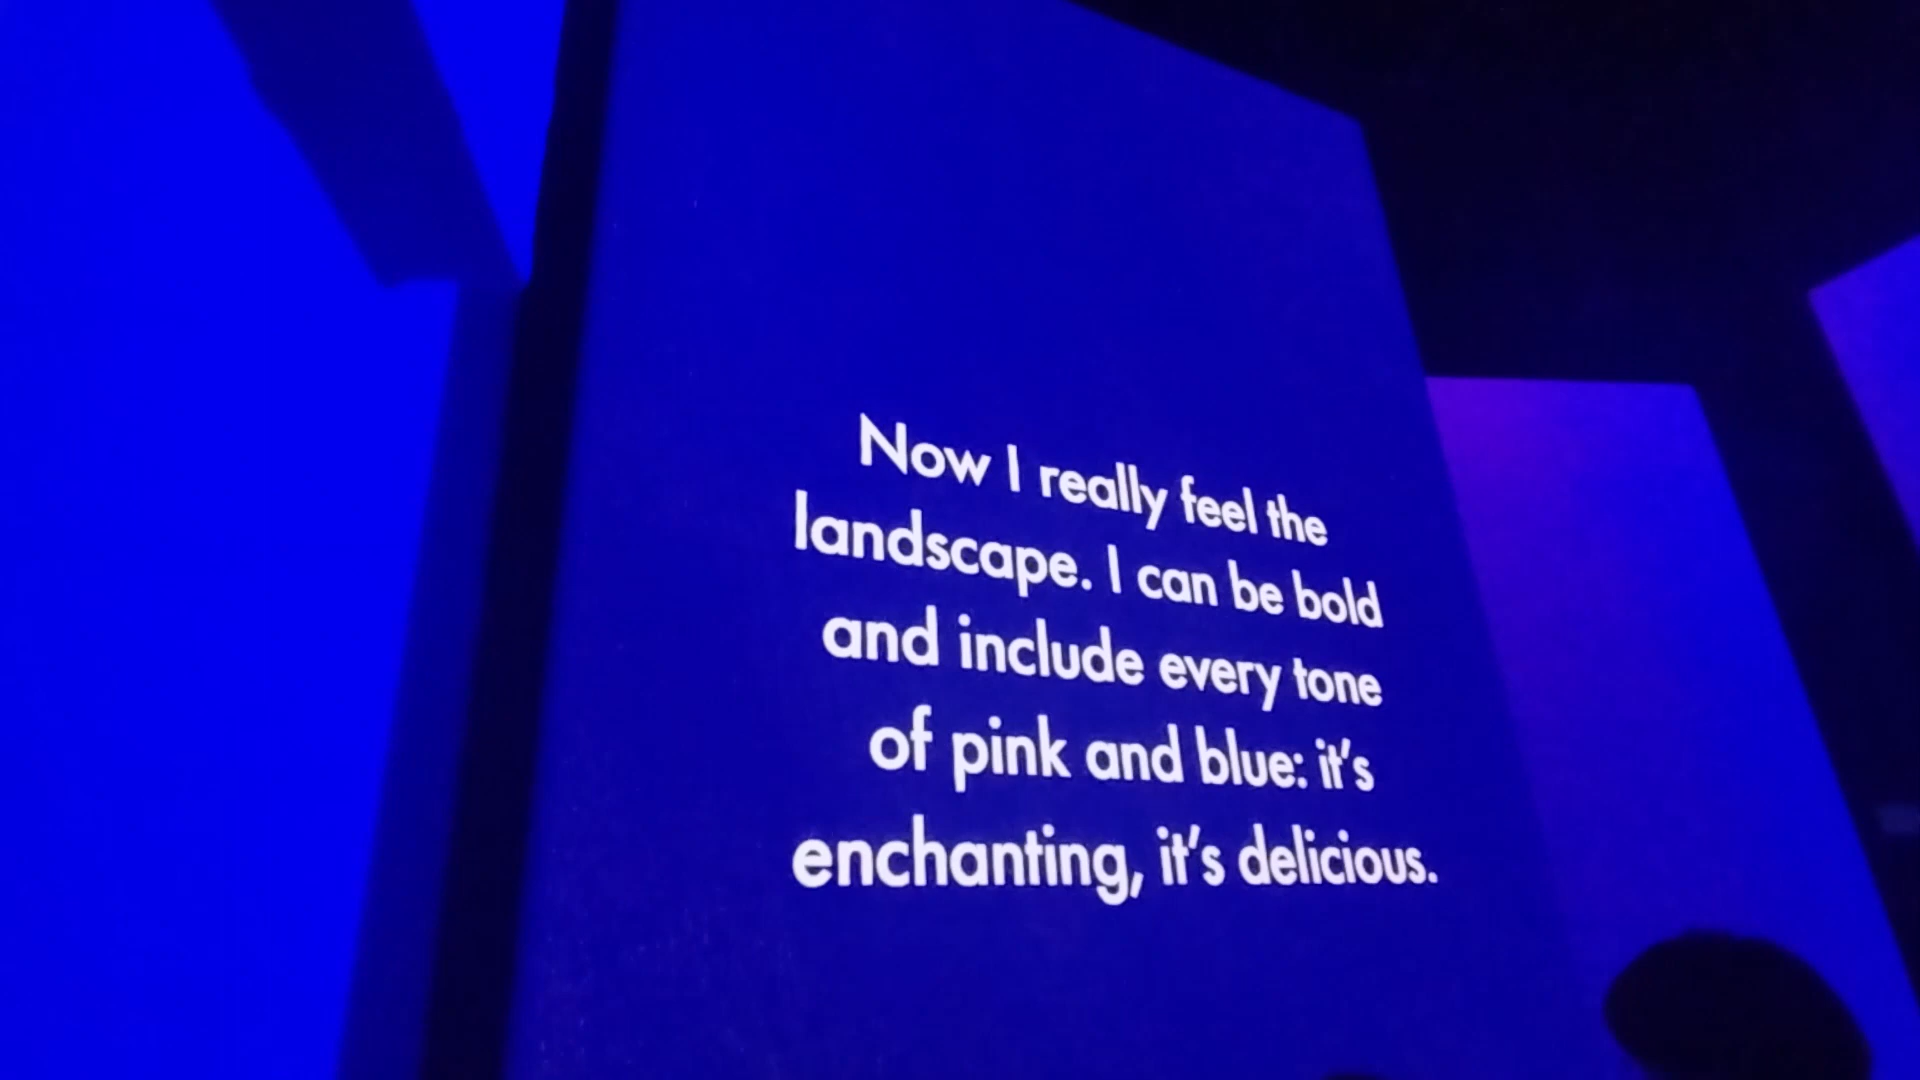 Now I really feel the
landscape. I can be bold
and include every tone
of pink and blue: it's
enchanting, it's delicious.